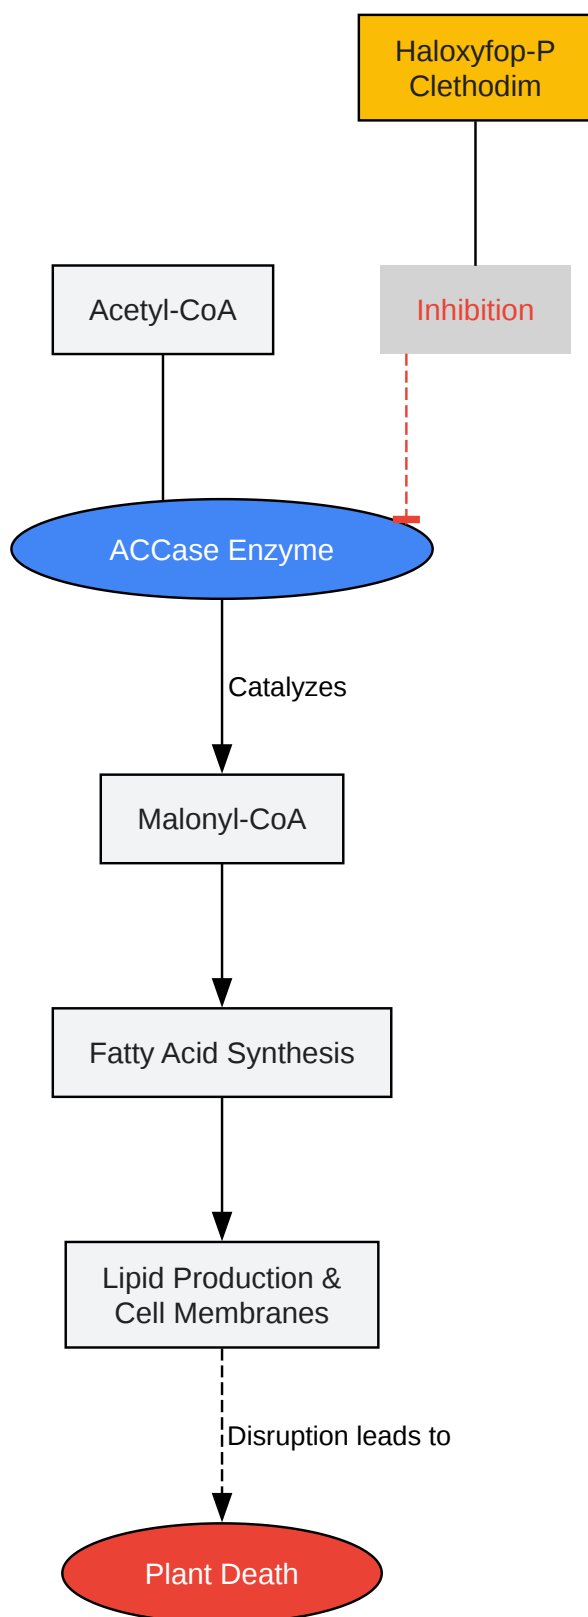 Haloxyfop-P
Clethodim
Acetyl-CoA
Inhibition
ACCase Enzyme
Catalyzes
Malonyl-CoA
Fatty Acid Synthesis
Lipid Production &
Cell Membranes
Disruption leads to
Plant Death